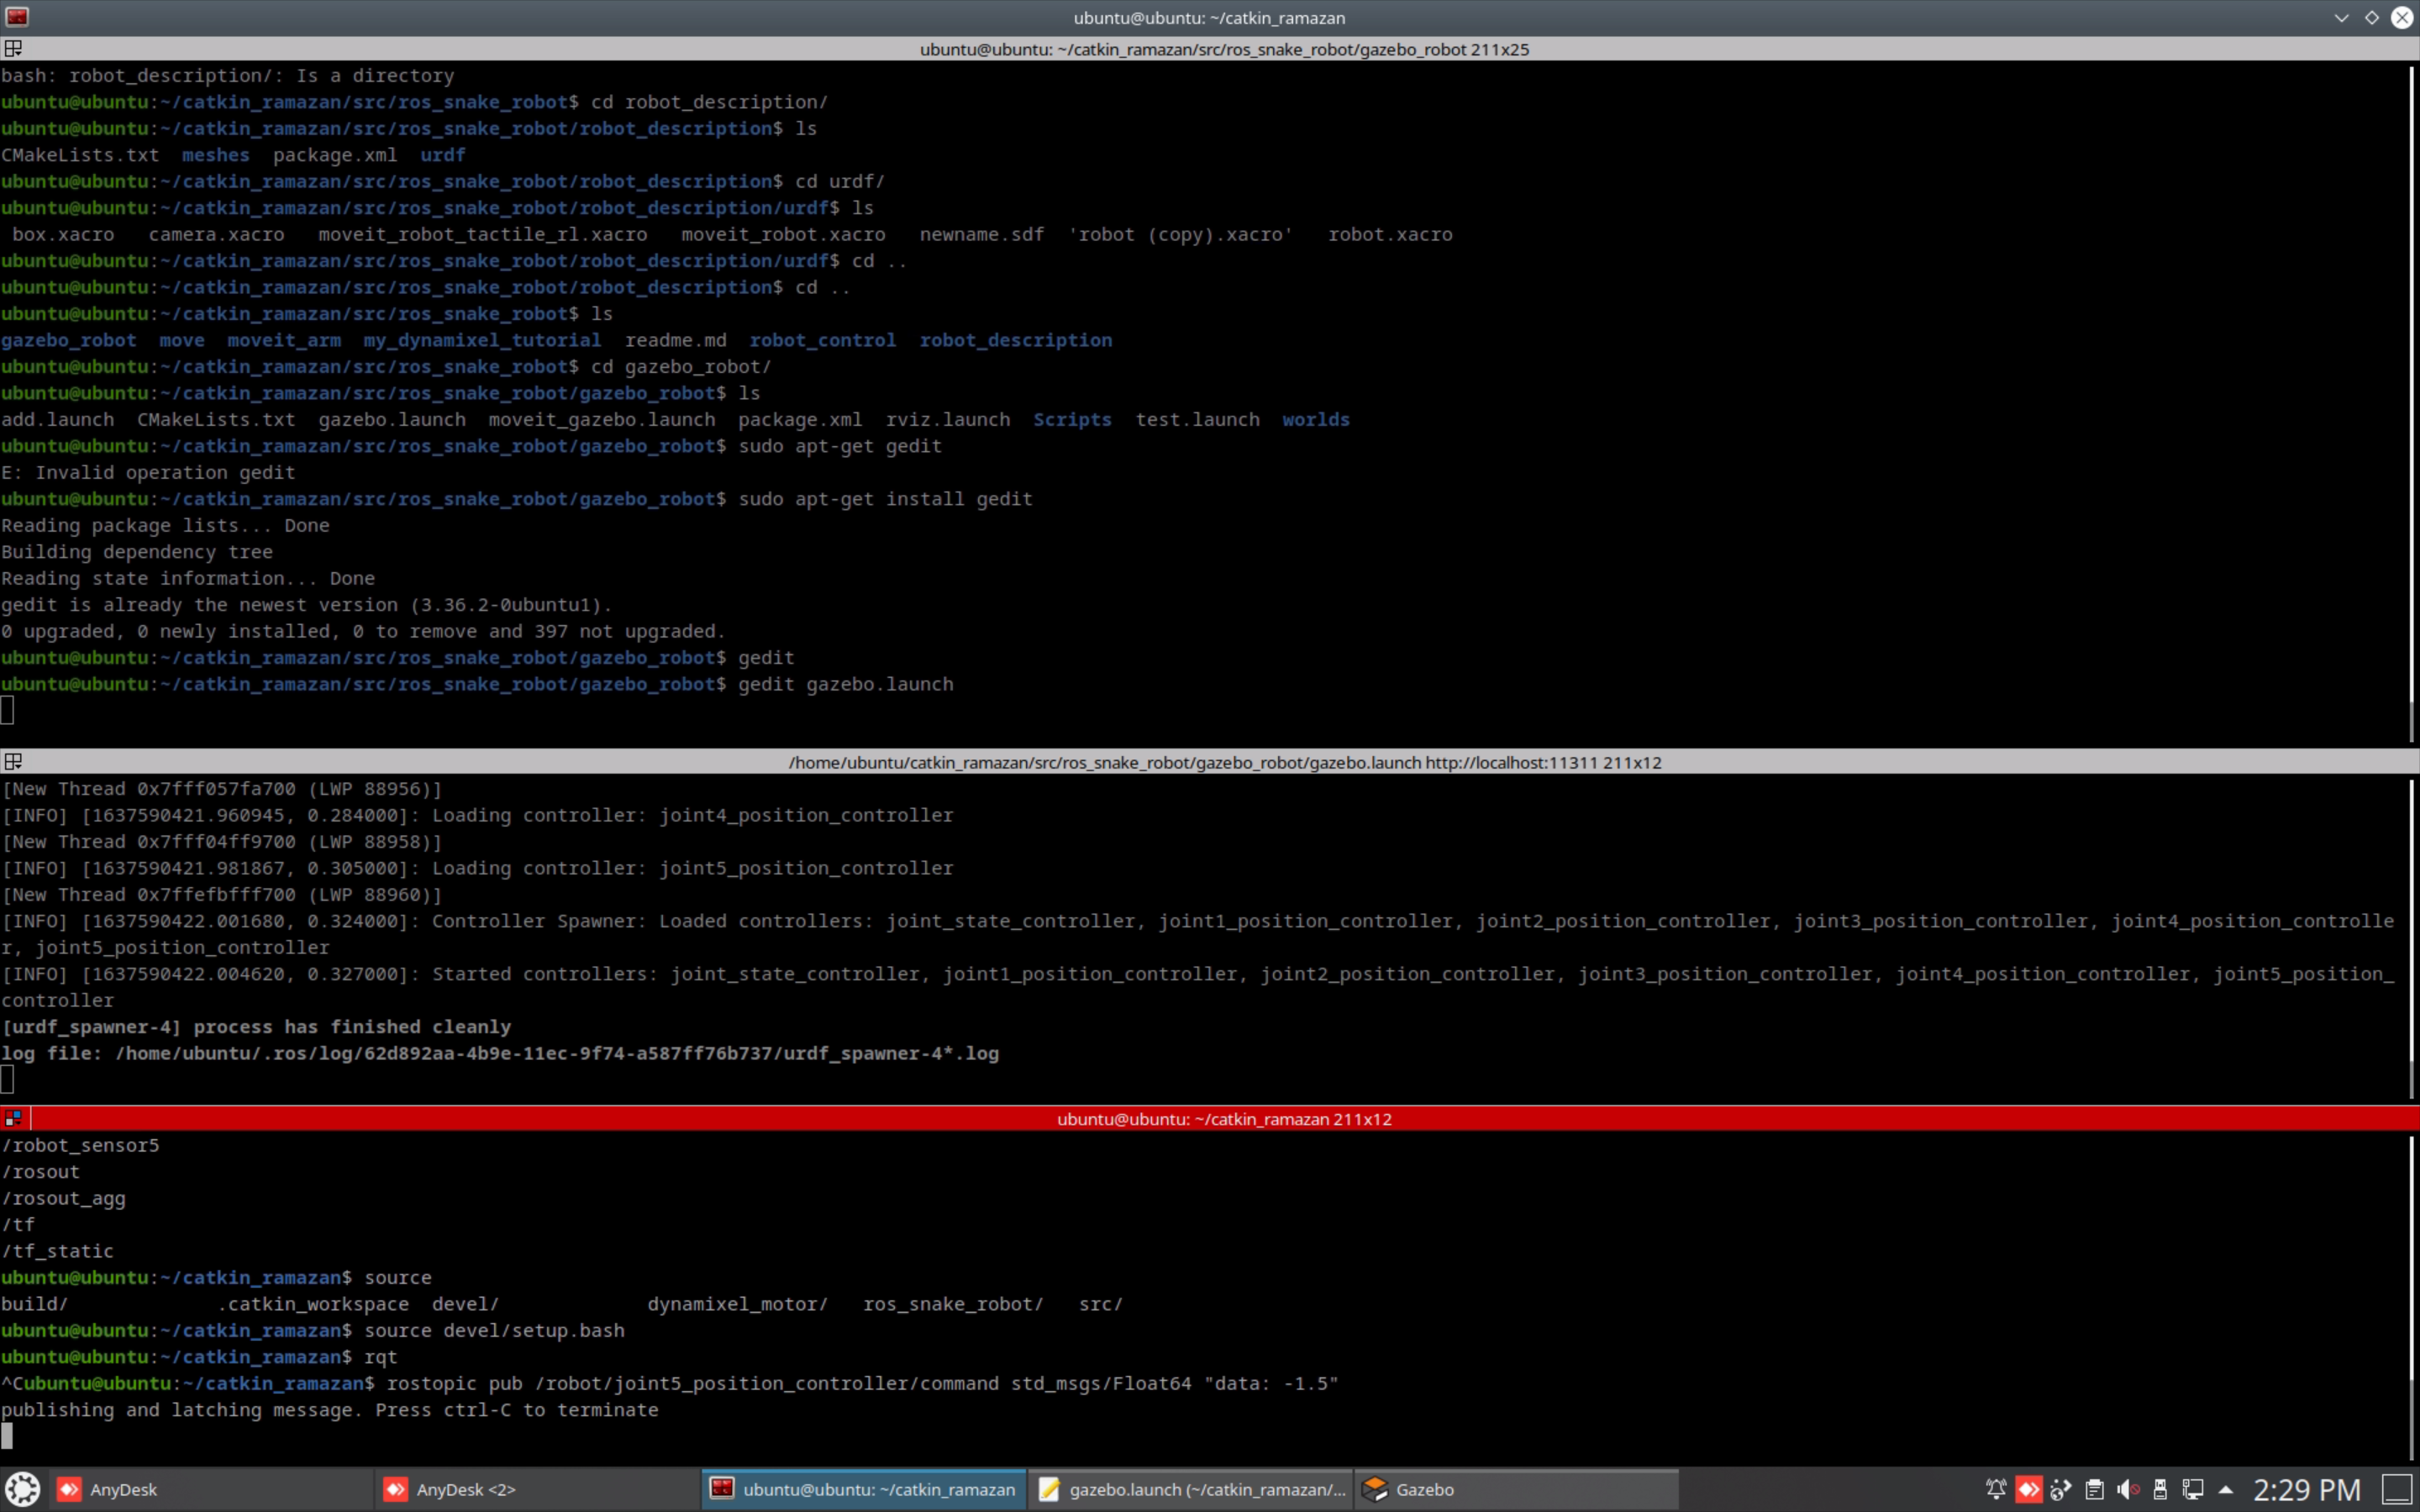 ubuntu@ubuntu: ~/catkin_ramazan
ubuntu@ubuntu: ~/catkin_ramazan/src/ros_snake_robot/gazebo_robot 211x25
bash: robot_description/: Is a directory
ubuntu@ubuntu:~/catkin_ramazan/src/ros_snake_robot$ cd robot_description/
ubuntu@ubuntu:~/catkin_ramazan/src/ros_snake_robot/robot_description$ ls
CMakeLists.txt  meshes  package.xml  urdf
ubuntu@ubuntu:~/catkin_ramazan/src/ros_snake_robot/robot_description$ cd urdf/
ubuntu@ubuntu:~/catkin_ramazan/src/ros_snake_robot/robot_description/urdf$ ls
 box.xacro   camera.xacro   moveit_robot_tactile_rl.xacro   moveit_robot.xacro   newname.sdf  'robot (copy).xacro'   robot.xacro
ubuntu@ubuntu:~/catkin_ramazan/src/ros_snake_robot/robot_description/urdf$ cd ..
ubuntu@ubuntu:~/catkin_ramazan/src/ros_snake_robot/robot_description$ cd ..
ubuntu@ubuntu:~/catkin_ramazan/src/ros_snake_robot$ ls
gazebo_robot  move  moveit_arm  my_dynamixel_tutorial  readme.md  robot_control  robot_description
ubuntu@ubuntu:~/catkin_ramazan/src/ros_snake_robot$ cd gazebo_robot/
ubuntu@ubuntu:~/catkin_ramazan/src/ros_snake_robot/gazebo_robot$ ls
add.launch  CMakeLists.txt  gazebo.launch  moveit_gazebo.launch  package.xml  rviz.launch  Scripts  test.launch  worlds
ubuntu@ubuntu:~/catkin_ramazan/src/ros_snake_robot/gazebo_robot$ sudo apt-get gedit
E: Invalid operation gedit
ubuntu@ubuntu:~/catkin_ramazan/src/ros_snake_robot/gazebo_robot$ sudo apt-get install gedit
Reading package lists... Done
Building dependency tree
Reading state information... Done
gedit is already the newest version (3.36.2-0ubuntu1).
0 upgraded, 0 newly installed, 0 to remove and 397 not upgraded.
ubuntu@ubuntu:~/catkin_ramazan/src/ros_snake_robot/gazebo_robot$ gedit
ubuntu@ubuntu:~/catkin_ramazan/src/ros_snake_robot/gazebo_robot$ gedit gazebo.launch
/home/ubuntu/catkin_ramazan/src/ros_snake_robot/gazebo_robot/gazebo.launch http://localhost:11311 211x12
[New Thread 0x7fff057fa700 (LWP 88956)]
[INFO] [1637590421.960945, 0.284000]: Loading controller: joint4_position_controller
[New Thread 0x7fff04ff9700 (LWP 88958)]
[INFO] [1637590421.981867, 0.305000]: Loading controller: joint5_position_controller
[New Thread 0x7ffefbfff700 (LWP 88960)]
[INFO] [1637590422.001680, 0.324000]: Controller Spawner: Loaded controllers: joint_state_controller, joint1_position_controller, joint2_position_controller, joint3_position_controller, joint4_position_controlle
r, joint5_position_controller
[INFO] [1637590422.004620, 0.327000]: Started controllers: joint_state_controller, joint1_position_controller, joint2_position_controller, joint3_position_controller, joint4_position_controller, joint5_position_
controller
[urdf_spawner-4] process has finished cleanly
log file: /home/ubuntu/.ros/log/62d892aa-4b9e-11ec-9f74-a587ff76b737/urdf_spawner-4*.log
ubuntu@ubuntu: ~/catkin_ramazan 211x12
/robot_sensor5
/rosout
/rosout_agg
/tf
/tf_static
ubuntu@ubuntu:~/catkin_ramazan$ source
build/             .catkin_workspace  devel/             dynamixel_motor/   ros_snake_robot/   src/
ubuntu@ubuntu:~/catkin_ramazan$ source devel/setup.bash
ubuntu@ubuntu:~/catkin_ramazan$ rqt
^Cubuntu@ubuntu:~/catkin_ramazan$ rostopic pub /robot/joint5_position_controller/command std_msgs/Float64 "data: -1.5"
publishing and latching message. Press ctrl-C to terminate
AnyDesk
AnyDesk <2>
ubuntu@ubuntu: ~/catkin_ramazan
gazebo.launch (~/catkin_ramazan/...
Gazebo
2:29 PM